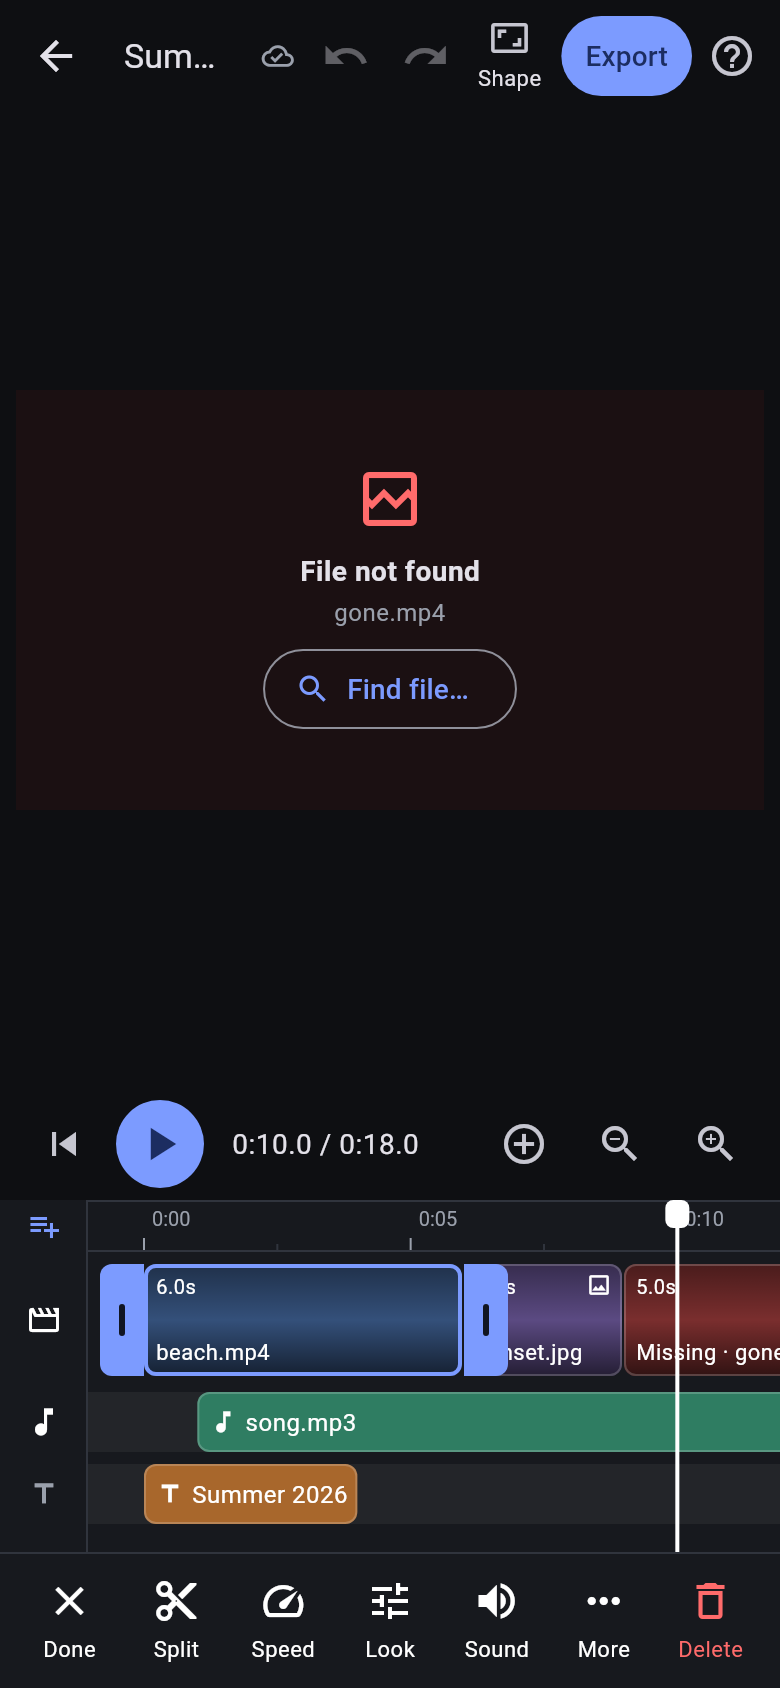 Sum…
Shape
Export
File not found
gone.mp4
Find file…
0:10.0 / 0:18.0
0:00
0:05
0:10
6.0s
s
5.0s
beach.mp4
nset.jpg
Missing · gone
song.mp3
Summer 2026
Done
Split
Speed
Look
Sound
More
Delete